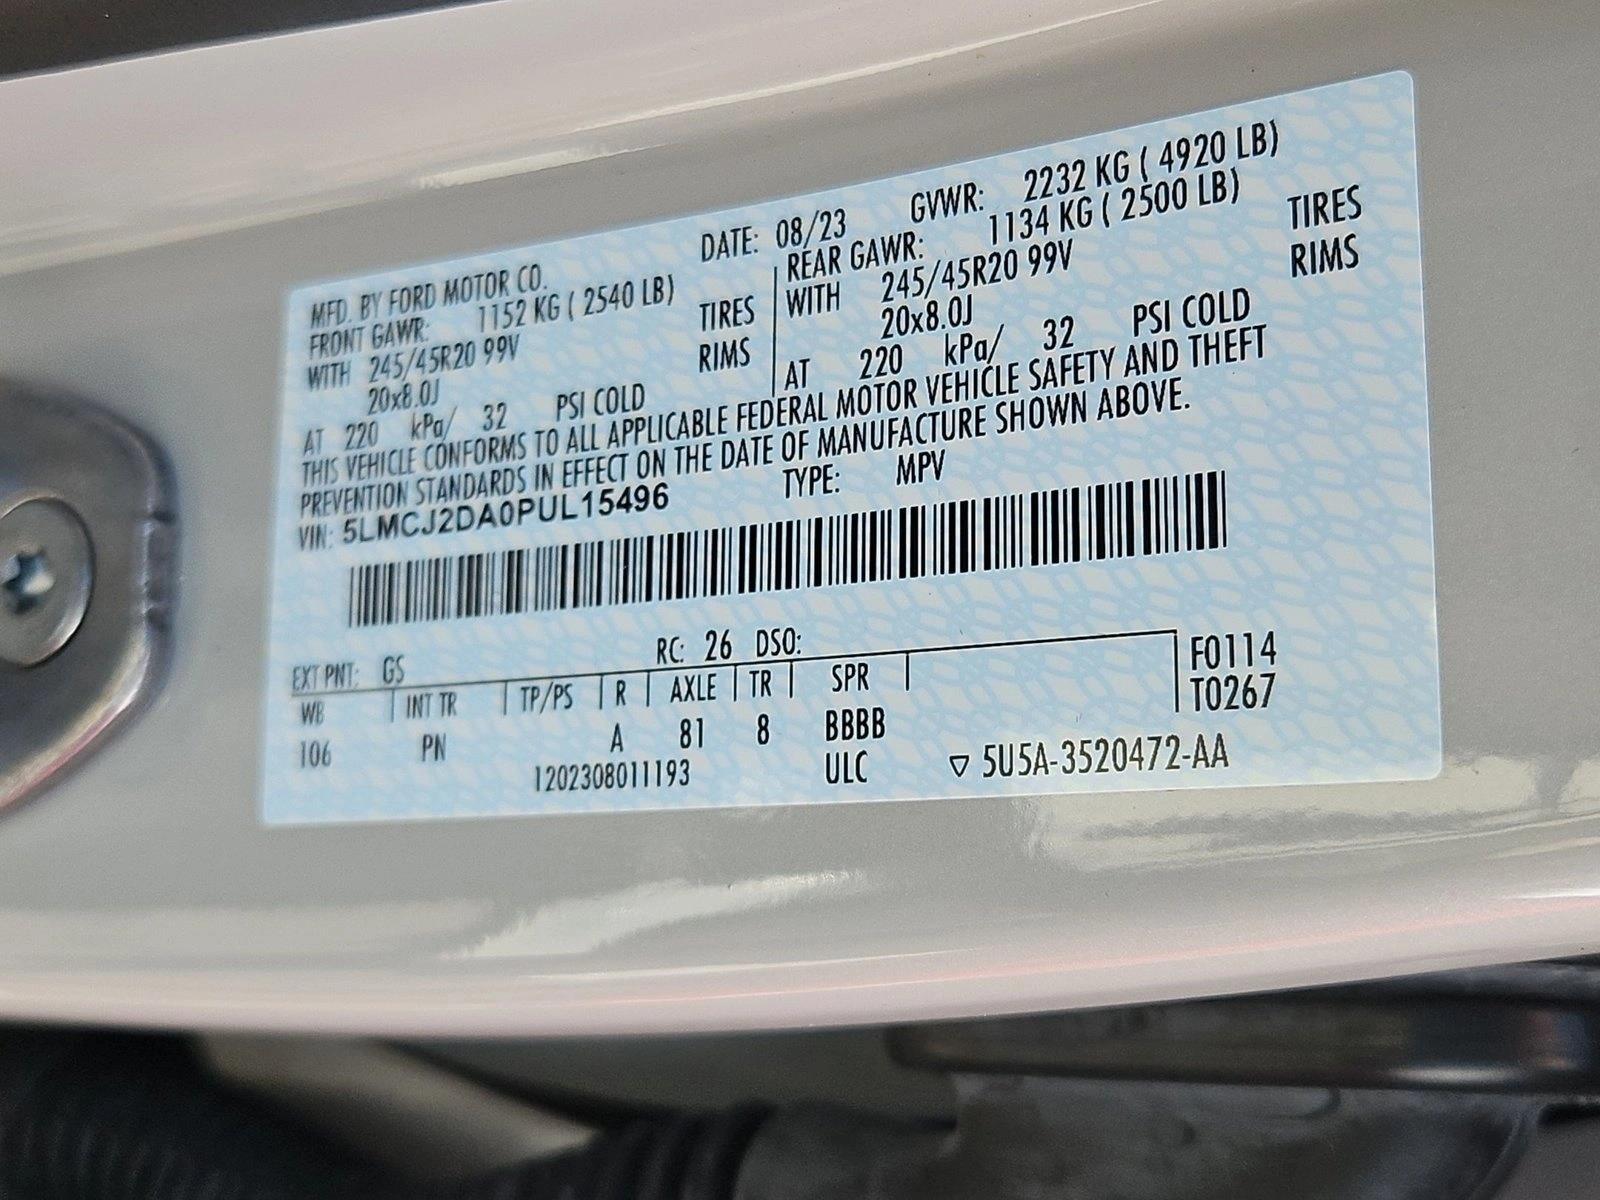 MFD. BY FORD MOTOR CO. DATE: 08/23 GVWR: 2232 KG ( 4920 LB)
FRONT GAWR: 1152 KG ( 2540 LB) REAR GAWR: 1134 KG ( 2500 LB)
WITH 245/45R20 99V TIRES WITH 245/45R20 99V TIRES
20x8.0J RIMS 20x8.0J RIMS
AT 220 kPa/ 32 PSI COLD AT 220 kPa/ 32 PSI COLD
THIS VEHICLE CONFORMS TO ALL APPLICABLE FEDERAL MOTOR VEHICLE SAFETY AND THEFT
PREVENTION STANDARDS IN EFFECT ON THE DATE OF MANUFACTURE SHOWN ABOVE.
VIN: 5LMCJ2DA0PUL15496 TYPE: MPV
EXT PNT: GS RC: 26 DSO: F0114
WB INT TR TP/PS R AXLE TR SPR T0267
106 PN A 81 8 BBBB
1202308011193 ULC ▽ 5U5A-3520472-AA